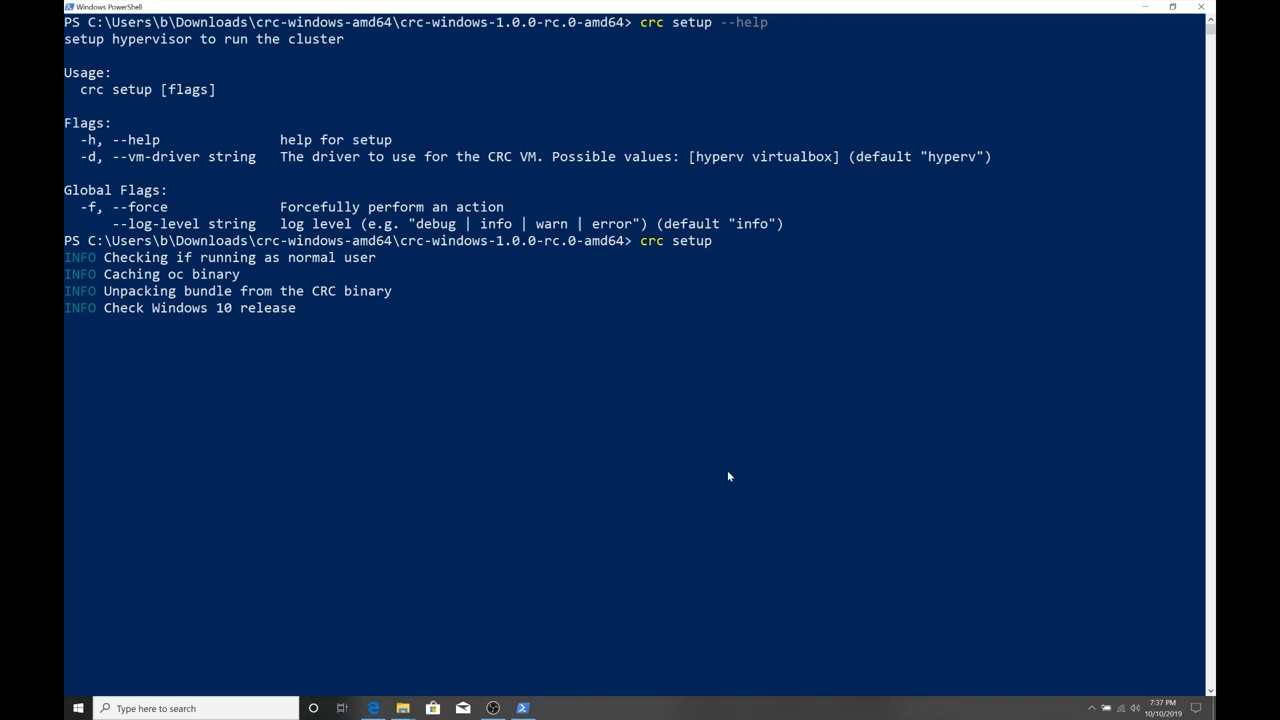 Windows PowerShell
PS C:\Users\b\Downloads\crc-windows-amd64\crc-windows-1.0.0-rc.0-amd64> crc setup --help
setup hypervisor to run the cluster
Usage:
crc setup [flags]
Flags:
-h, --help help for setup
-d, --vm-driver string The driver to use for the CRC VM. Possible values: [hyperv virtualbox] (default "hyperv")
Global Flags:
-f, --force Forcefully perform an action
--log-level string log level (e.g. "debug | info | warn | error") (default "info")
PS C:\Users\b\Downloads\crc-windows-amd64\crc-windows-1.0.0-rc.0-amd64> crc setup
INFO Checking if running as normal user
INFO Caching oc binary
INFO Unpacking bundle from the CRC binary
INFO Check Windows 10 release
Type here to search
7:37 PM
10/10/2019